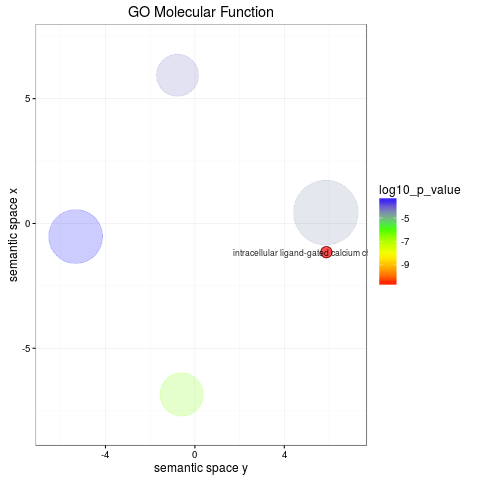 GO Molecular Function
semantic space x
5
0
-5
intracellular ligand-gated calcium
-4
0
4
semantic space y
log10_p_value
-5
-7
-9